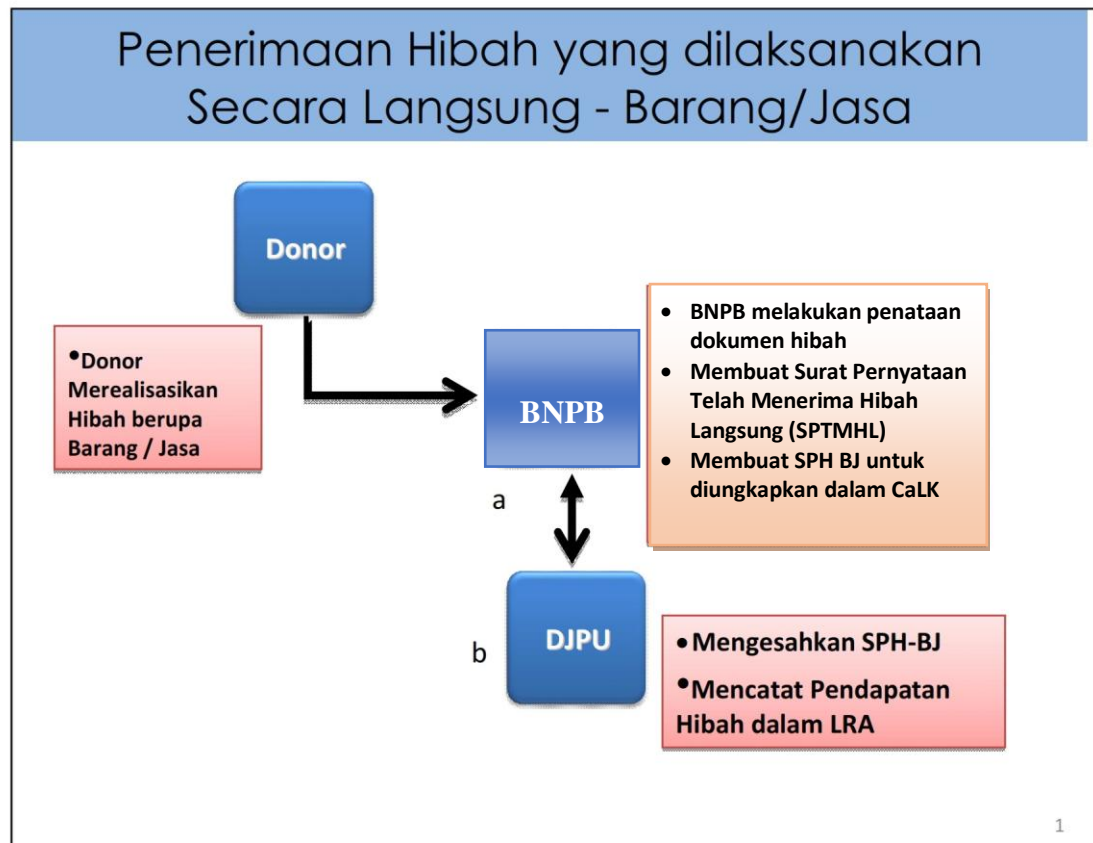 Penerimaan Hibah yang dilaksanakan
Secara Langsung - Barang/Jasa
Donor
•Donor
Merealisasikan
Hibah berupa
Barang / Jasa
BNPB
• BNPB melakukan penataan
dokumen hibah
• Membuat Surat Pernyataan
Telah Menerima Hibah
Langsung (SPTMHL)
• Membuat SPH BJ untuk
diungkapkan dalam CaLK
a
b
DJPU
•Mengesahkan SPH-BJ
•Mencatat Pendapatan
Hibah dalam LRA
1